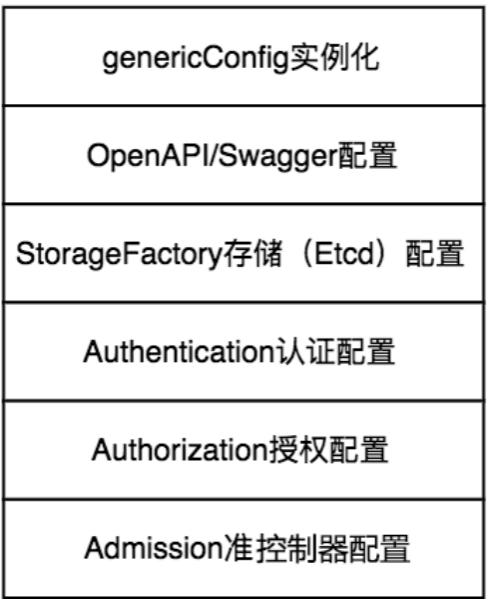 genericConfig实例化
OpenAPI/Swagger配置
StorageFactory存储（Etcd）配置
Authentication认证配置
Authorization授权配置
Admission准控制器配置